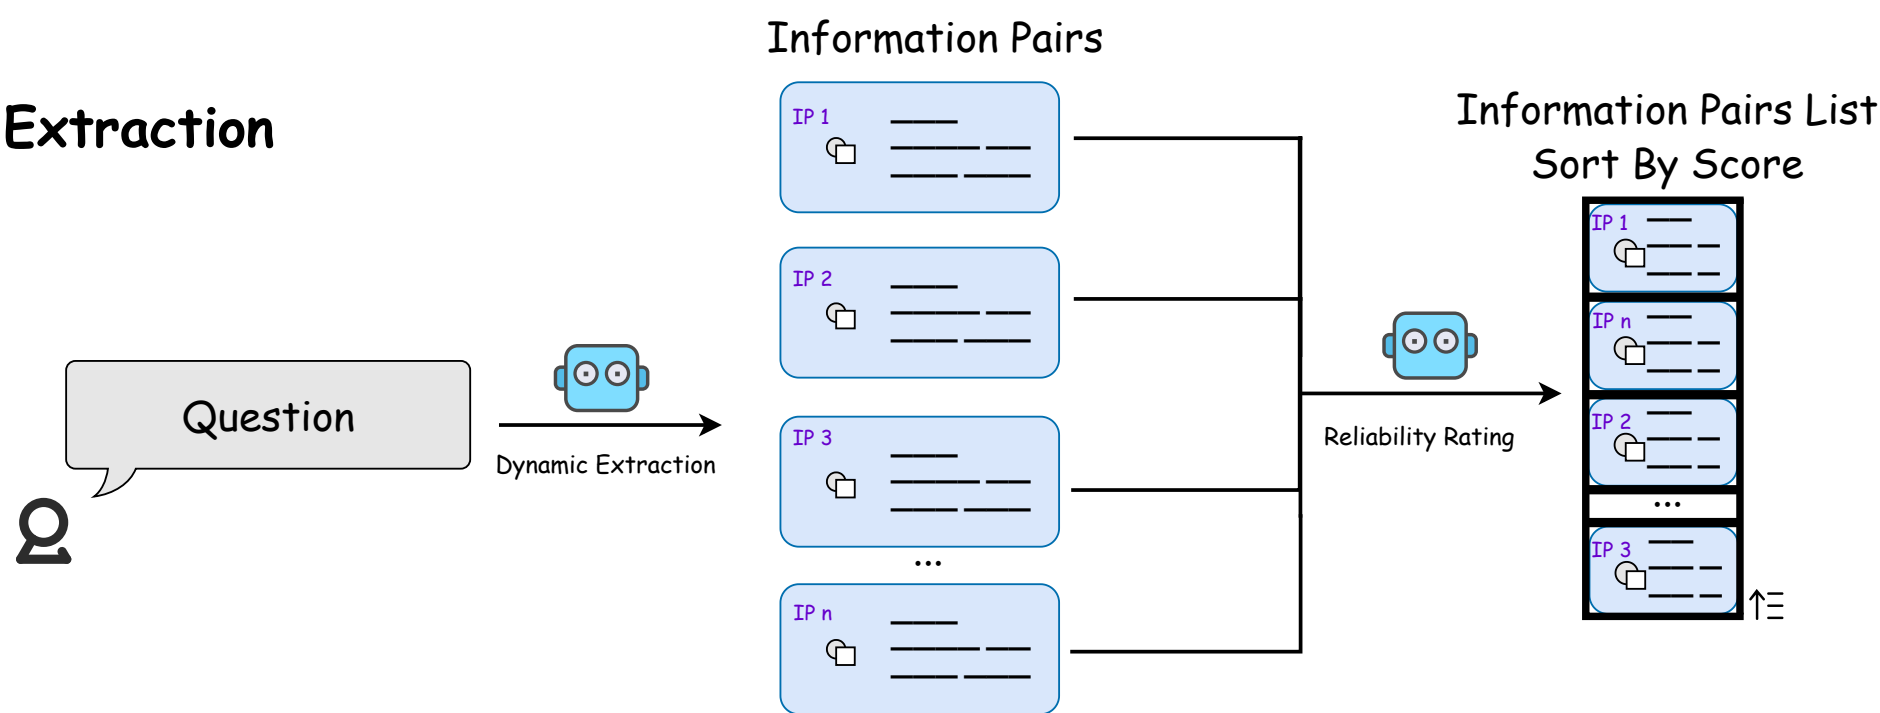 Extraction
Question
Dynamic Extraction
Information Pairs
IP 1
IP 2
IP 3
...
IP n
Reliability Rating
Information Pairs List
Sort By Score
IP 1
IP n
IP 2
...
IP 3